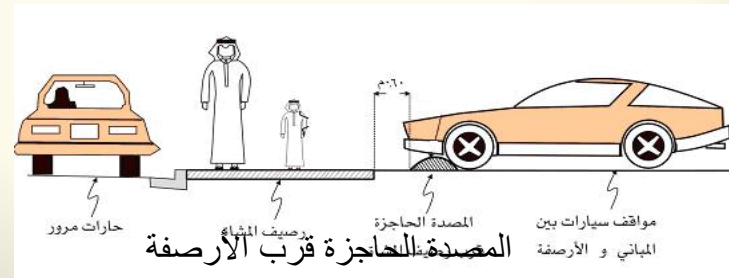 ٠.٦٠م
حارات مرور
رصيف المشاة
المصدة الحاجزة
مواقف سيارات بين
المباني و الأرصفة
المصدة الحاجزة قرب الأرصفة